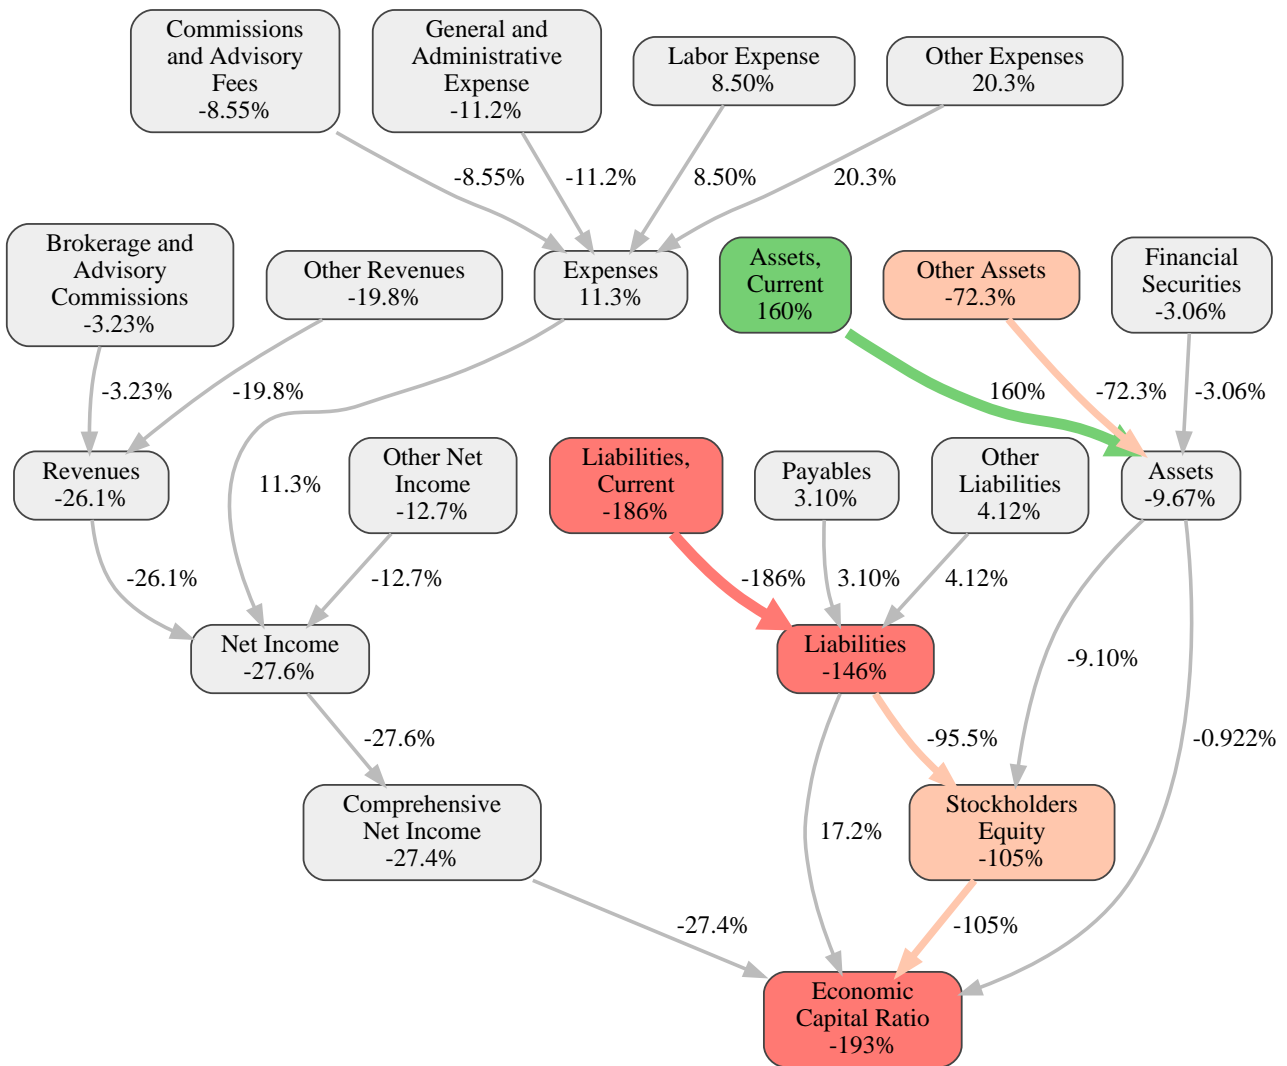 Commissions
and Advisory
Fees
-8.55%
General and
Administrative
Expense
-11.2%
Labor Expense
8.50%
Other Expenses
20.3%
-8.55%
-11.2%
8.50%
20.3%
Brokerage and
Advisory
Commissions
-3.23%
Other Revenues
-19.8%
Expenses
11.3%
Assets,
Current
160%
Other Assets
-72.3%
Financial
Securities
-3.06%
-3.23%
-19.8%
160%
-72.3%
-3.06%
Revenues
-26.1%
11.3%
Other Net
Income
-12.7%
Liabilities,
Current
-186%
Payables
3.10%
Other
Liabilities
4.12%
Assets
-9.67%
-26.1%
-12.7%
-186%
3.10%
4.12%
Net Income
-27.6%
Liabilities
-146%
-9.10%
-27.6%
-95.5%
-0.922%
Comprehensive
Net Income
-27.4%
17.2%
Stockholders
Equity
-105%
-27.4%
-105%
Economic
Capital Ratio
-193%